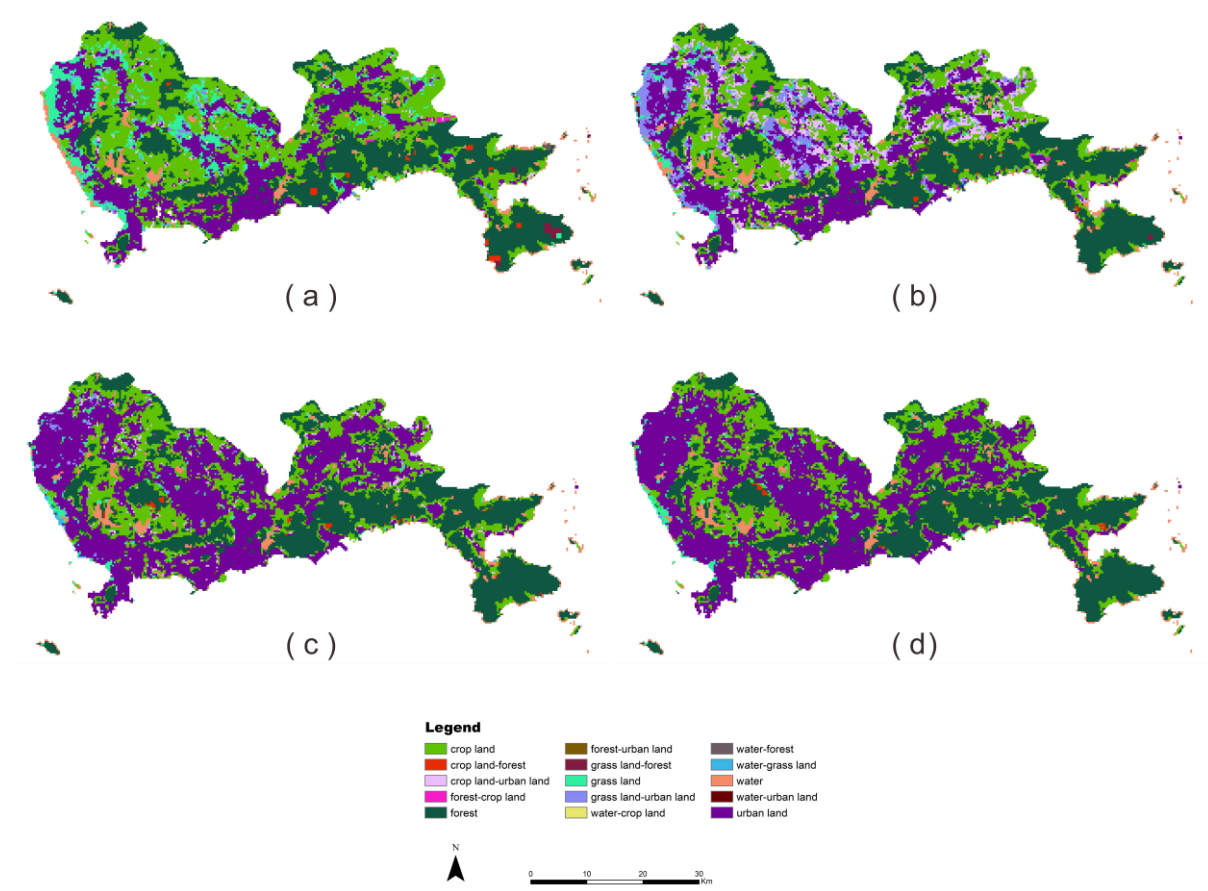 ( a )
( b )
( c )
( d )
Legend
crop land
forest-urban land
water-forest
crop land-forest
grass land-forest
water-grass land
crop land-urban land
grass land
water
forest-crop land
grass land-urban land
water-urban land
forest
water-crop land
urban land
N
0 10 20 30
Km